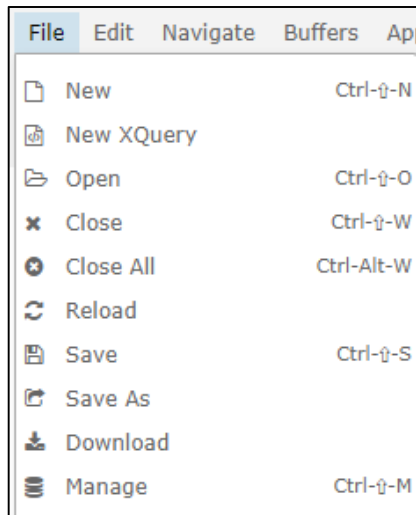 File Edit Navigate Buffers Ap
New Ctrl-⇧-N
New XQuery
Open Ctrl-⇧-O
Close Ctrl-⇧-W
Close All Ctrl-Alt-W
Reload
Save Ctrl-⇧-S
Save As
Download
Manage Ctrl-⇧-M